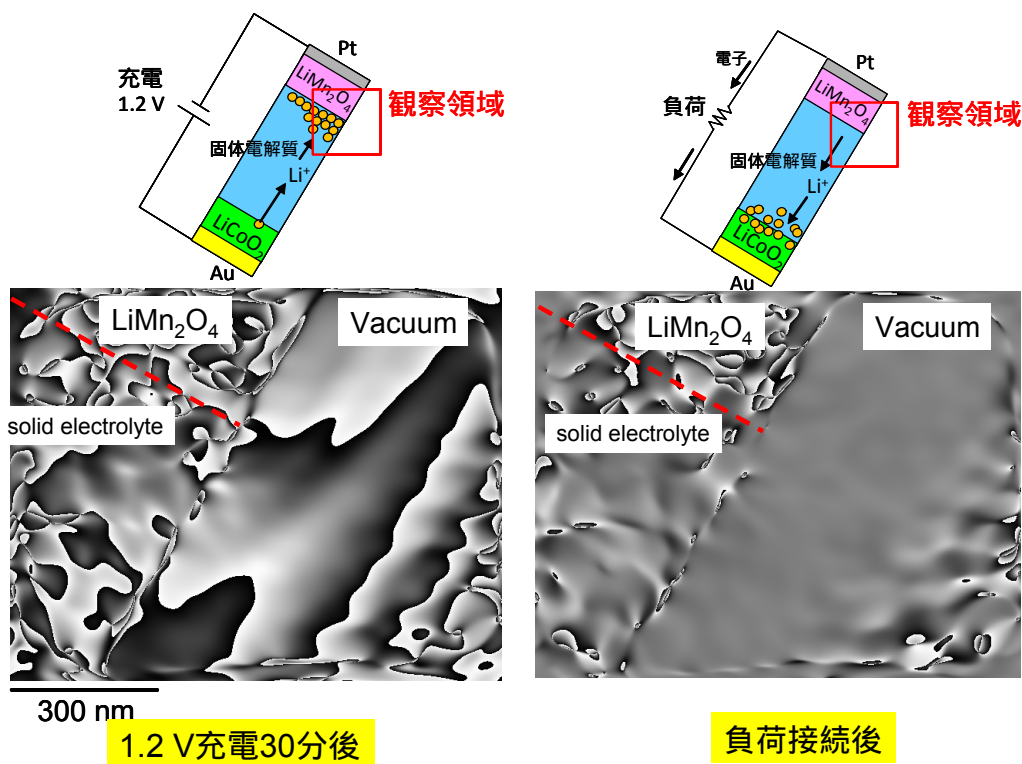 Pt
LiMn₂O₄
充電
1.2 V
観察領域
固体電解質
Li⁺
LiCoO₂
Au
Pt
電子
LiMn₂O₄
負荷
観察領域
固体電解質
Li⁺
LiCoO₂
Au
LiMn₂O₄
Vacuum
solid electrolyte
LiMn₂O₄
Vacuum
solid electrolyte
300 nm
1.2 V充電30分後
負荷接続後